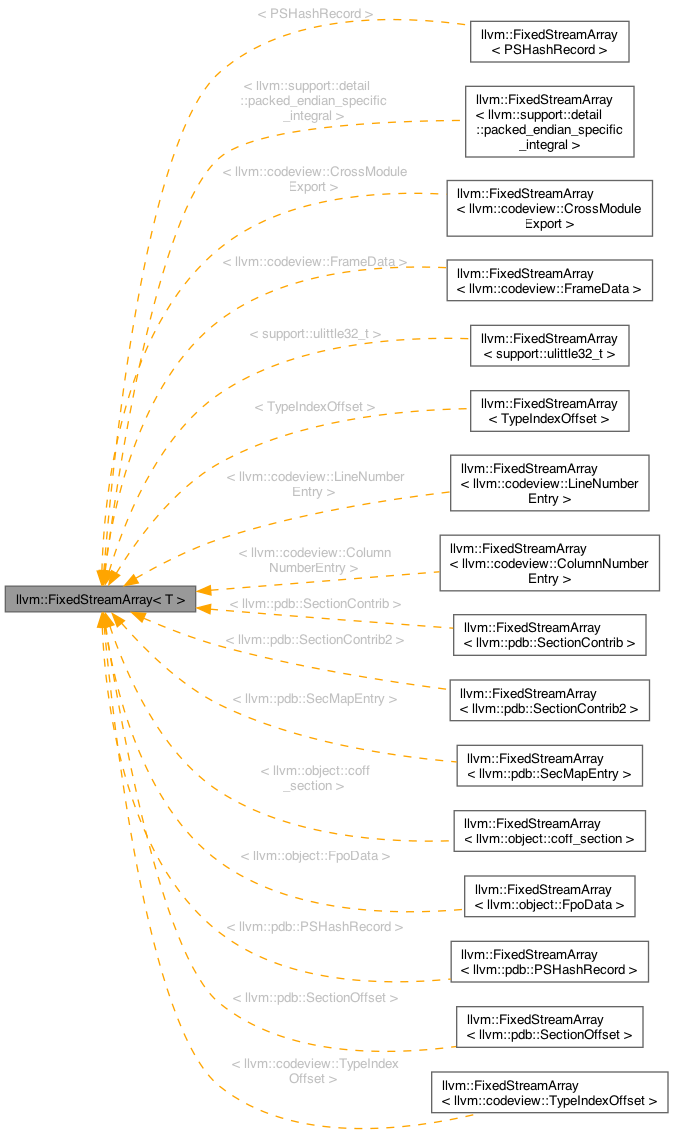 < PSHashRecord >
llvm::FixedStreamArray
< PSHashRecord >
< llvm::support::detail
::packed_endian_specific
_integral >
llvm::FixedStreamArray
< llvm::support::detail
::packed_endian_specific
_integral >
< llvm::codeview::CrossModule
Export >
llvm::FixedStreamArray
< llvm::codeview::CrossModule
Export >
< llvm::codeview::FrameData >
llvm::FixedStreamArray
< llvm::codeview::FrameData >
< support::ulittle32_t >
llvm::FixedStreamArray
< support::ulittle32_t >
< TypeIndexOffset >
llvm::FixedStreamArray
< TypeIndexOffset >
< llvm::codeview::LineNumber
Entry >
llvm::FixedStreamArray
< llvm::codeview::LineNumber
Entry >
< llvm::codeview::Column
NumberEntry >
llvm::FixedStreamArray
< llvm::codeview::ColumnNumber
Entry >
llvm::FixedStreamArray< T >
< llvm::pdb::SectionContrib >
llvm::FixedStreamArray
< llvm::pdb::SectionContrib >
< llvm::pdb::SectionContrib2 >
llvm::FixedStreamArray
< llvm::pdb::SectionContrib2 >
< llvm::pdb::SecMapEntry >
llvm::FixedStreamArray
< llvm::pdb::SecMapEntry >
< llvm::object::coff
_section >
llvm::FixedStreamArray
< llvm::object::coff_section >
< llvm::object::FpoData >
llvm::FixedStreamArray
< llvm::object::FpoData >
< llvm::pdb::PSHashRecord >
llvm::FixedStreamArray
< llvm::pdb::PSHashRecord >
< llvm::pdb::SectionOffset >
llvm::FixedStreamArray
< llvm::pdb::SectionOffset >
< llvm::codeview::TypeIndex
Offset >
llvm::FixedStreamArray
< llvm::codeview::TypeIndexOffset >